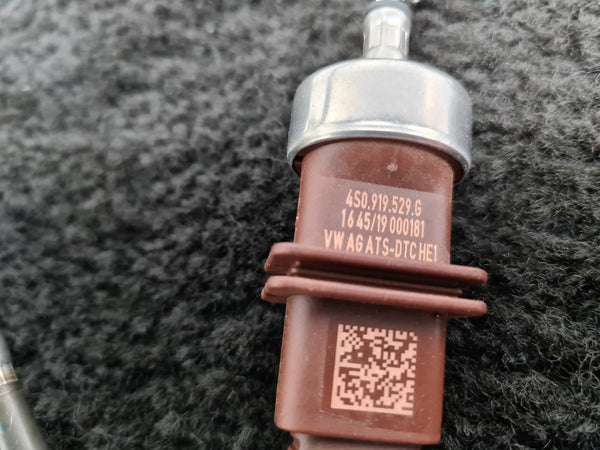 4S0.919.529.G
1645/19 000181
VW AG ATS-DTC HE1